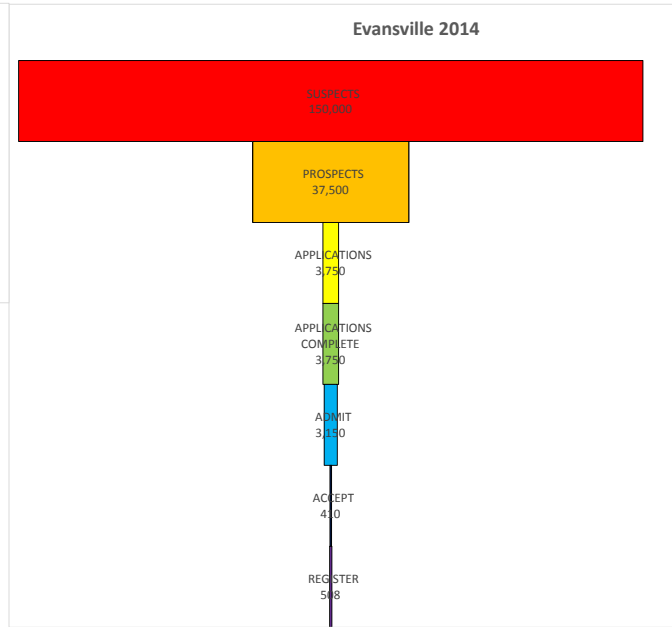 Evansville 2014
SUSPECTS
150,000
PROSPECTS
37,500
APPLICATIONS
3,750
APPLICATIONS
COMPLETE
3,750
ADMIT
3,150
ACCEPT
410
REGISTER
508